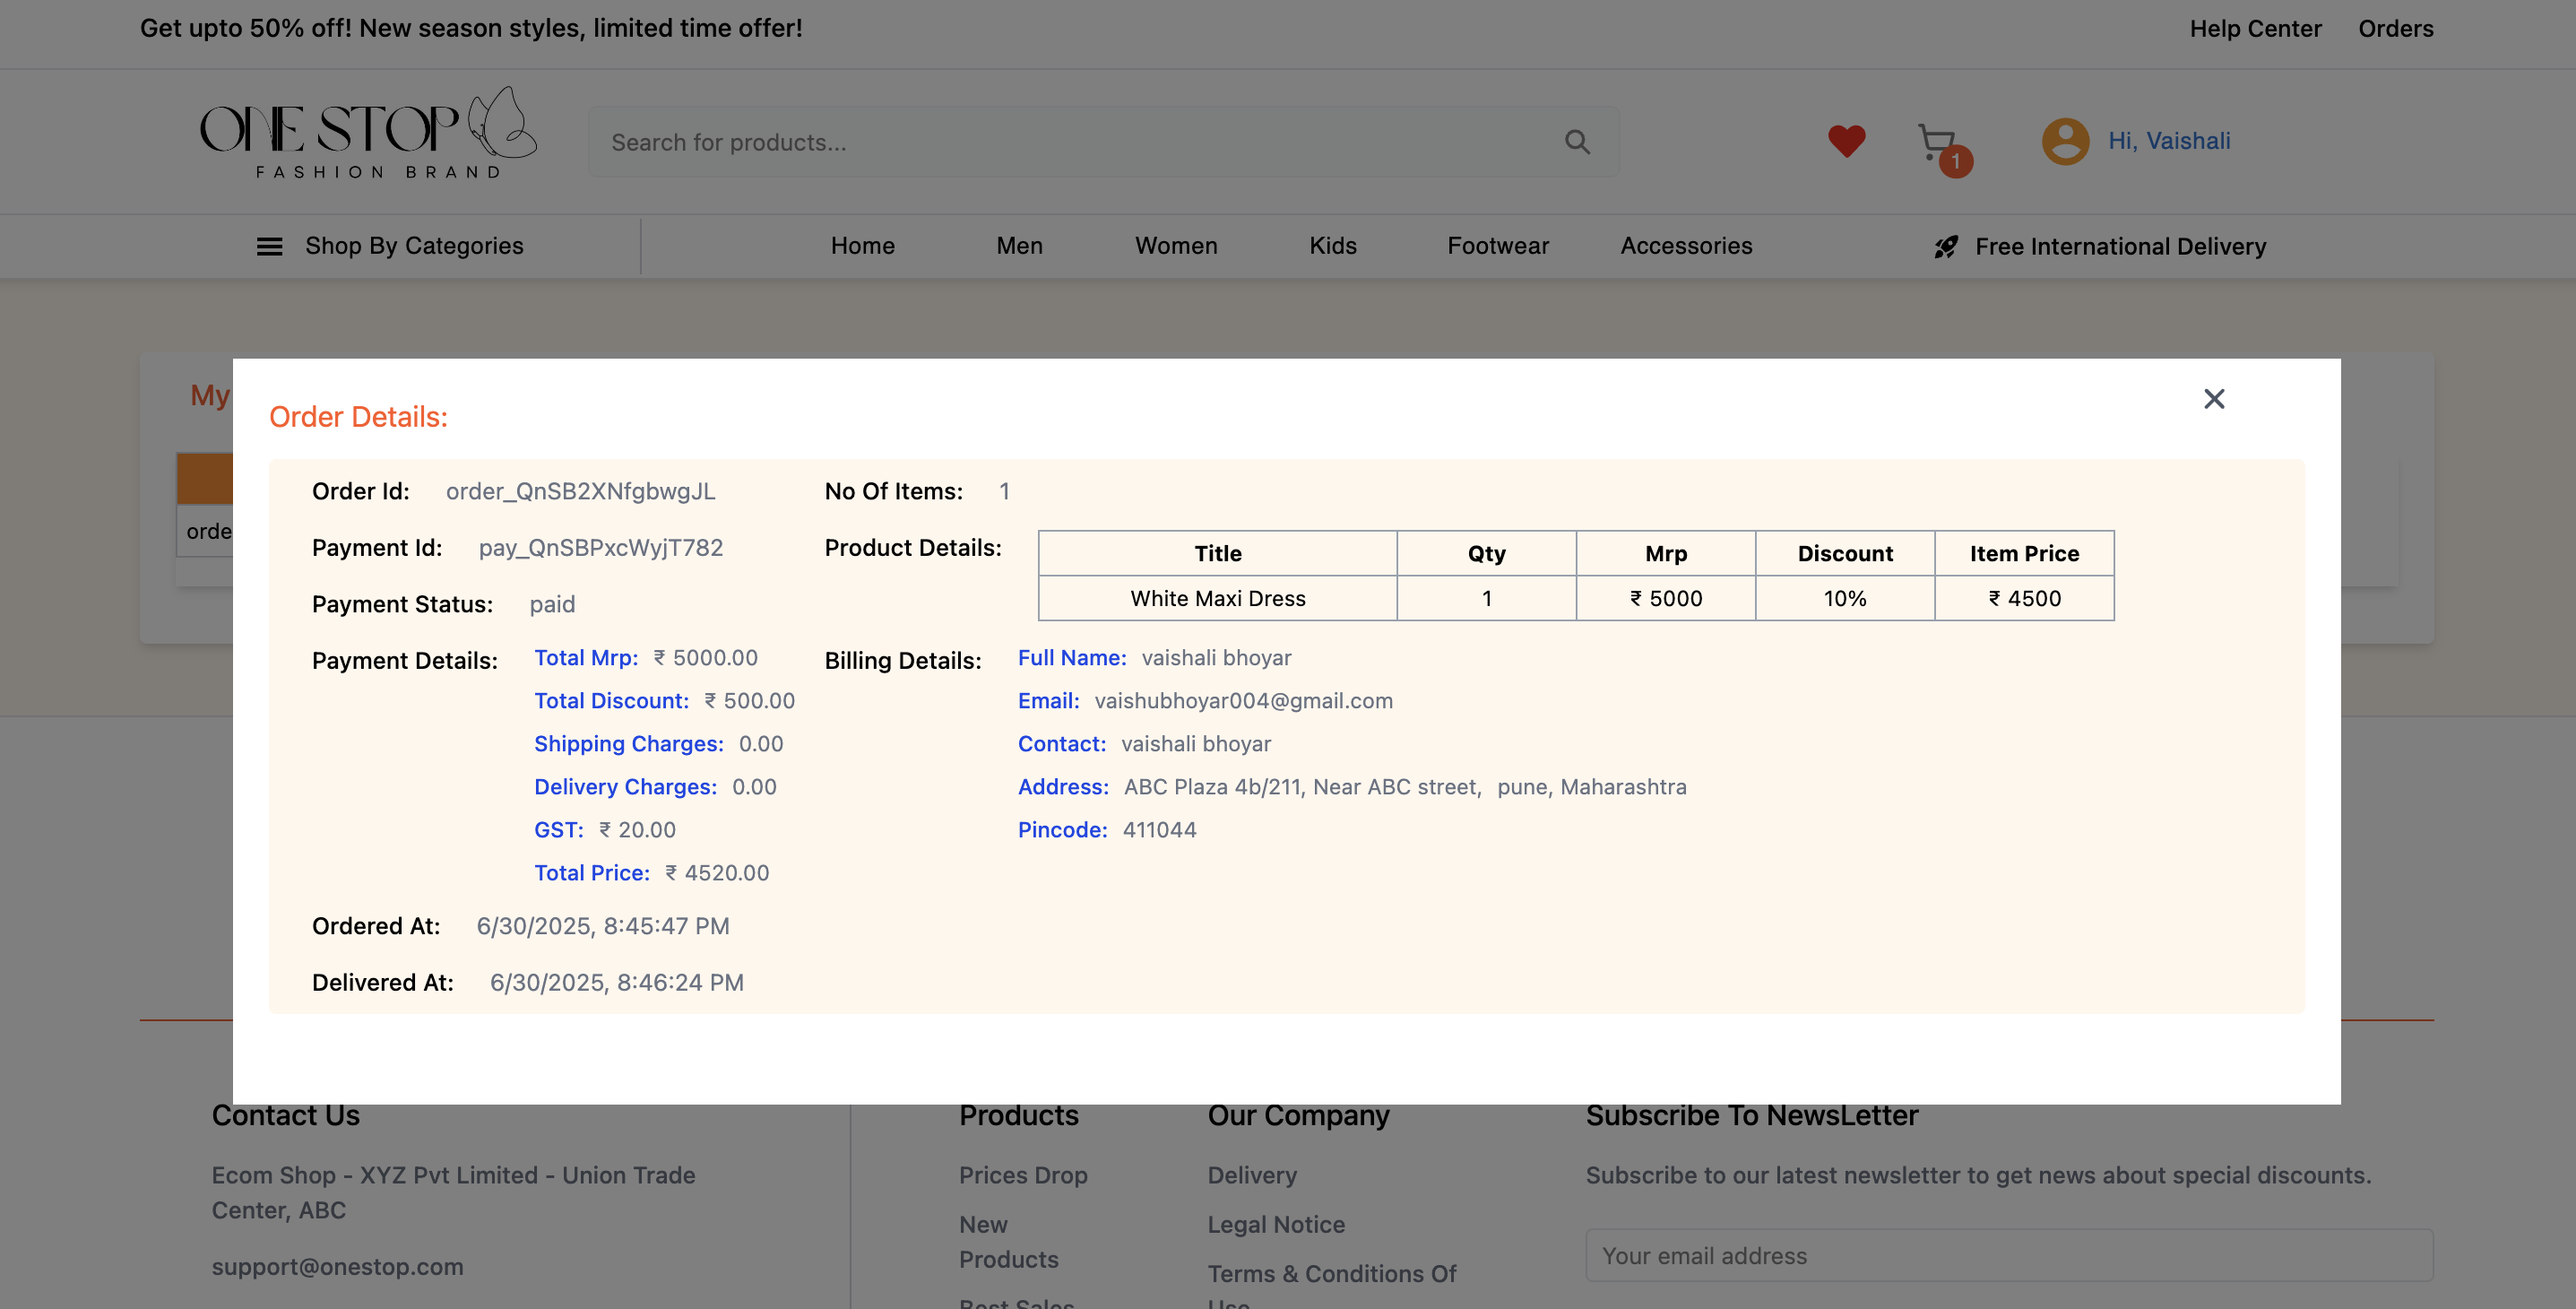 Get upto 50% off! New season styles, limited time offer!
Help Center Orders
ONE STOP
FASHION BRAND
Search for products...
1
Hi, Vaishali
Shop By Categories
Home Men Women Kids Footwear Accessories
Free International Delivery
My
Order Details:
Order Id: order_QnSB2XNfgbwgJL
No Of Items: 1
orde
Payment Id: pay_QnSBPxcWyjT782
Product Details:
Title Qty Mrp Discount Item Price
White Maxi Dress 1 ₹ 5000 10% ₹ 4500
Payment Status: paid
Payment Details:
Total Mrp: ₹ 5000.00
Total Discount: ₹ 500.00
Shipping Charges: 0.00
Delivery Charges: 0.00
GST: ₹ 20.00
Total Price: ₹ 4520.00
Billing Details:
Full Name: vaishali bhoyar
Email: vaishubhoyar004@gmail.com
Contact: vaishali bhoyar
Address: ABC Plaza 4b/211, Near ABC street, pune, Maharashtra
Pincode: 411044
Ordered At: 6/30/2025, 8:45:47 PM
Delivered At: 6/30/2025, 8:46:24 PM
Contact Us
Ecom Shop - XYZ Pvt Limited - Union Trade
Center, ABC
support@onestop.com
Products
Prices Drop
New
Products
Best Sales
Our Company
Delivery
Legal Notice
Terms & Conditions Of
Use
Subscribe To NewsLetter
Subscribe to our latest newsletter to get news about special discounts.
Your email address